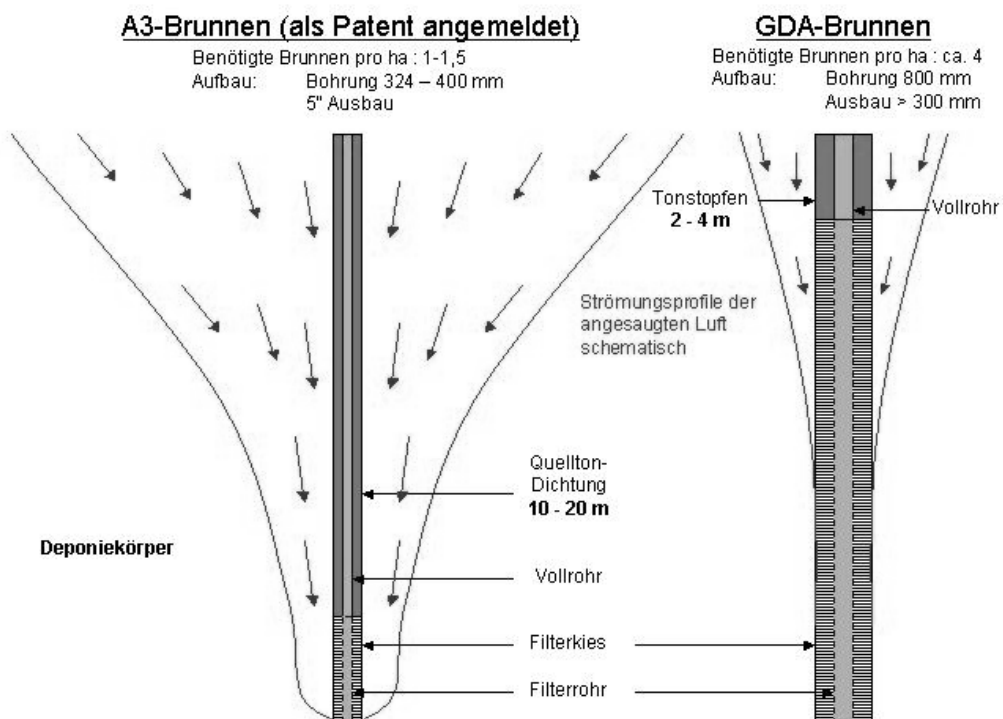 A3-Brunnen (als Patent angemeldet)
Benötigte Brunnen pro ha : 1-1,5
Aufbau: Bohrung 324 – 400 mm
5" Ausbau
GDA-Brunnen
Benötigte Brunnen pro ha : ca. 4
Aufbau: Bohrung 800 mm
Ausbau > 300 mm
Tonstopfen
2 - 4 m
Vollrohr
Strömungsprofile der
angesaugten Luft
schematisch
Quellton-
Dichtung
10 - 20 m
Deponiekörper
Vollrohr
Filterkies
Filterrohr